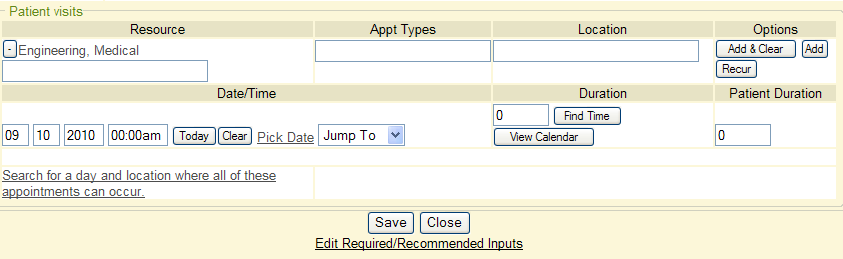 Patient visits
Resource Appt Types Location Options
- Engineering, Medical Add & Clear Add
Recur
Date/Time Duration Patient Duration
0 Find Time
09 10 2010 00:00am Today Clear Pick Date Jump To View Calendar 0
Search for a day and location where all of these
appointments can occur.
Save Close
Edit Required/Recommended Inputs